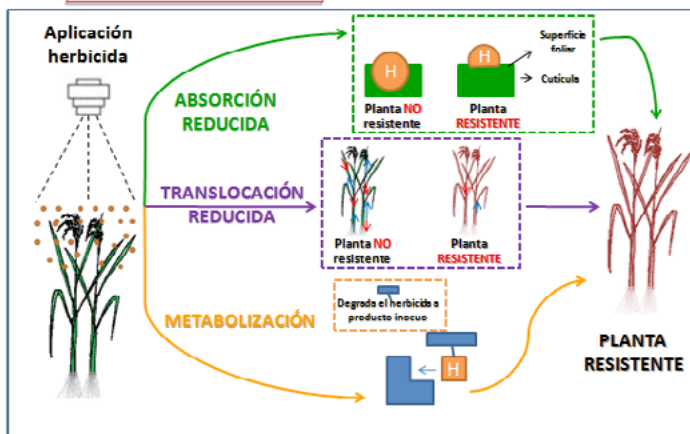 Aplicación
herbicida
ABSORCIÓN
REDUCIDA
H
Planta NO
resistente
H
Planta
RESISTENTE
Superficie
foliar
Cutícula
TRANSLOCACIÓN
REDUCIDA
Planta NO
resistente
Planta
RESISTENTE
METABOLIZACIÓN
Degrada el herbicida a
producto inocuo
H
PLANTA
RESISTENTE